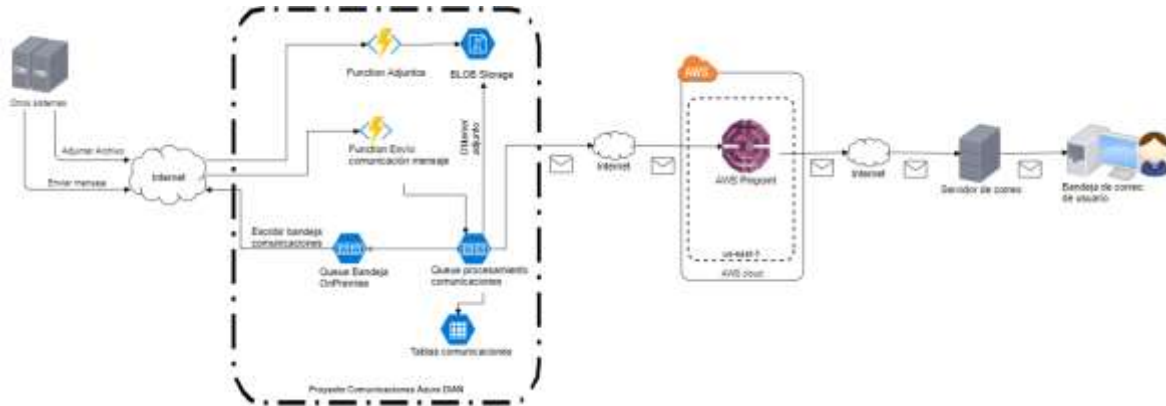 Otros sistemas
Adjuntar Archivo
Enviar mensaje
Internet
Function Adjuntos
BLOB Storage
Function Envío
comunicación mensaje
Obtener
adjunto
Escribir bandeja
comunicaciones
Queue Bandeja
OnPremise
Queue procesamiento
comunicaciones
Tablas comunicaciones
Proyecto Comunicaciones Azure DIAN
Internet
AWS
AWS Pinpoint
us-east-1
AWS cloud
Internet
Servidor de correo
Bandeja de correo
de usuario